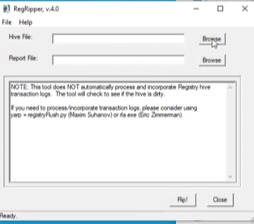 RegRipper, v.4.0
File Help
Hive File: Browse
Report File: Browse
NOTE: This tool does NOT automatically process and incorporate Registry hive
transaction logs. The tool will check to see if the hive is dirty.
If you need to process/incorporate transaction logs, please consider using
yarp + registryFlush.py (Maxim Suhanov) or rla.exe (Eric Zimmerman).
Rip! Close
Ready.